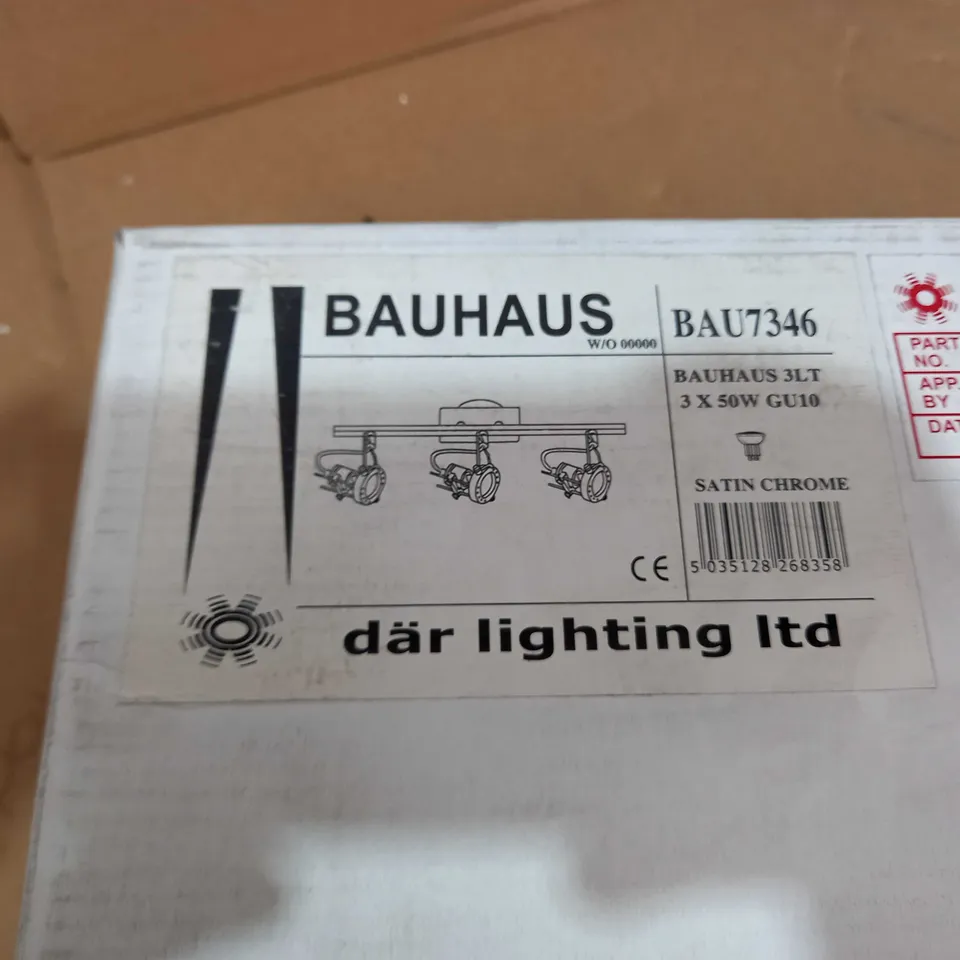 BAUHAUS
W/O 00000
BAU7346
BAUHAUS 3LT
3 X 50W GU10
SATIN CHROME
5 035128 268358
CE
där lighting ltd
PART
NO.
APP.
BY
DAT